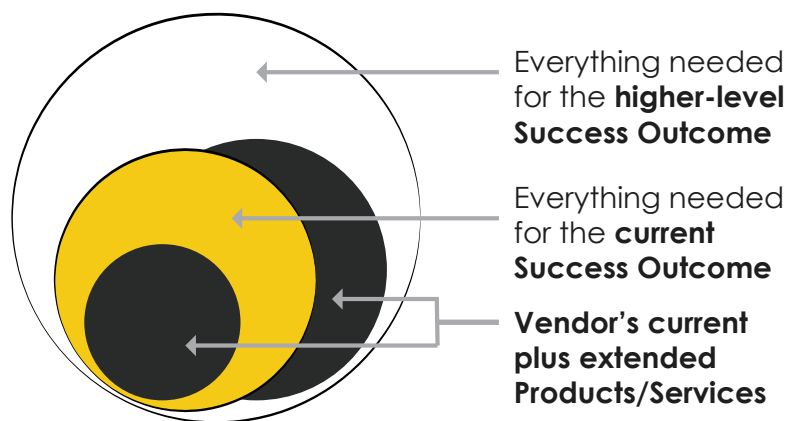 Everything needed
for the higher-level
Success Outcome
Everything needed
for the current
Success Outcome
Vendor's current
plus extended
Products/Services